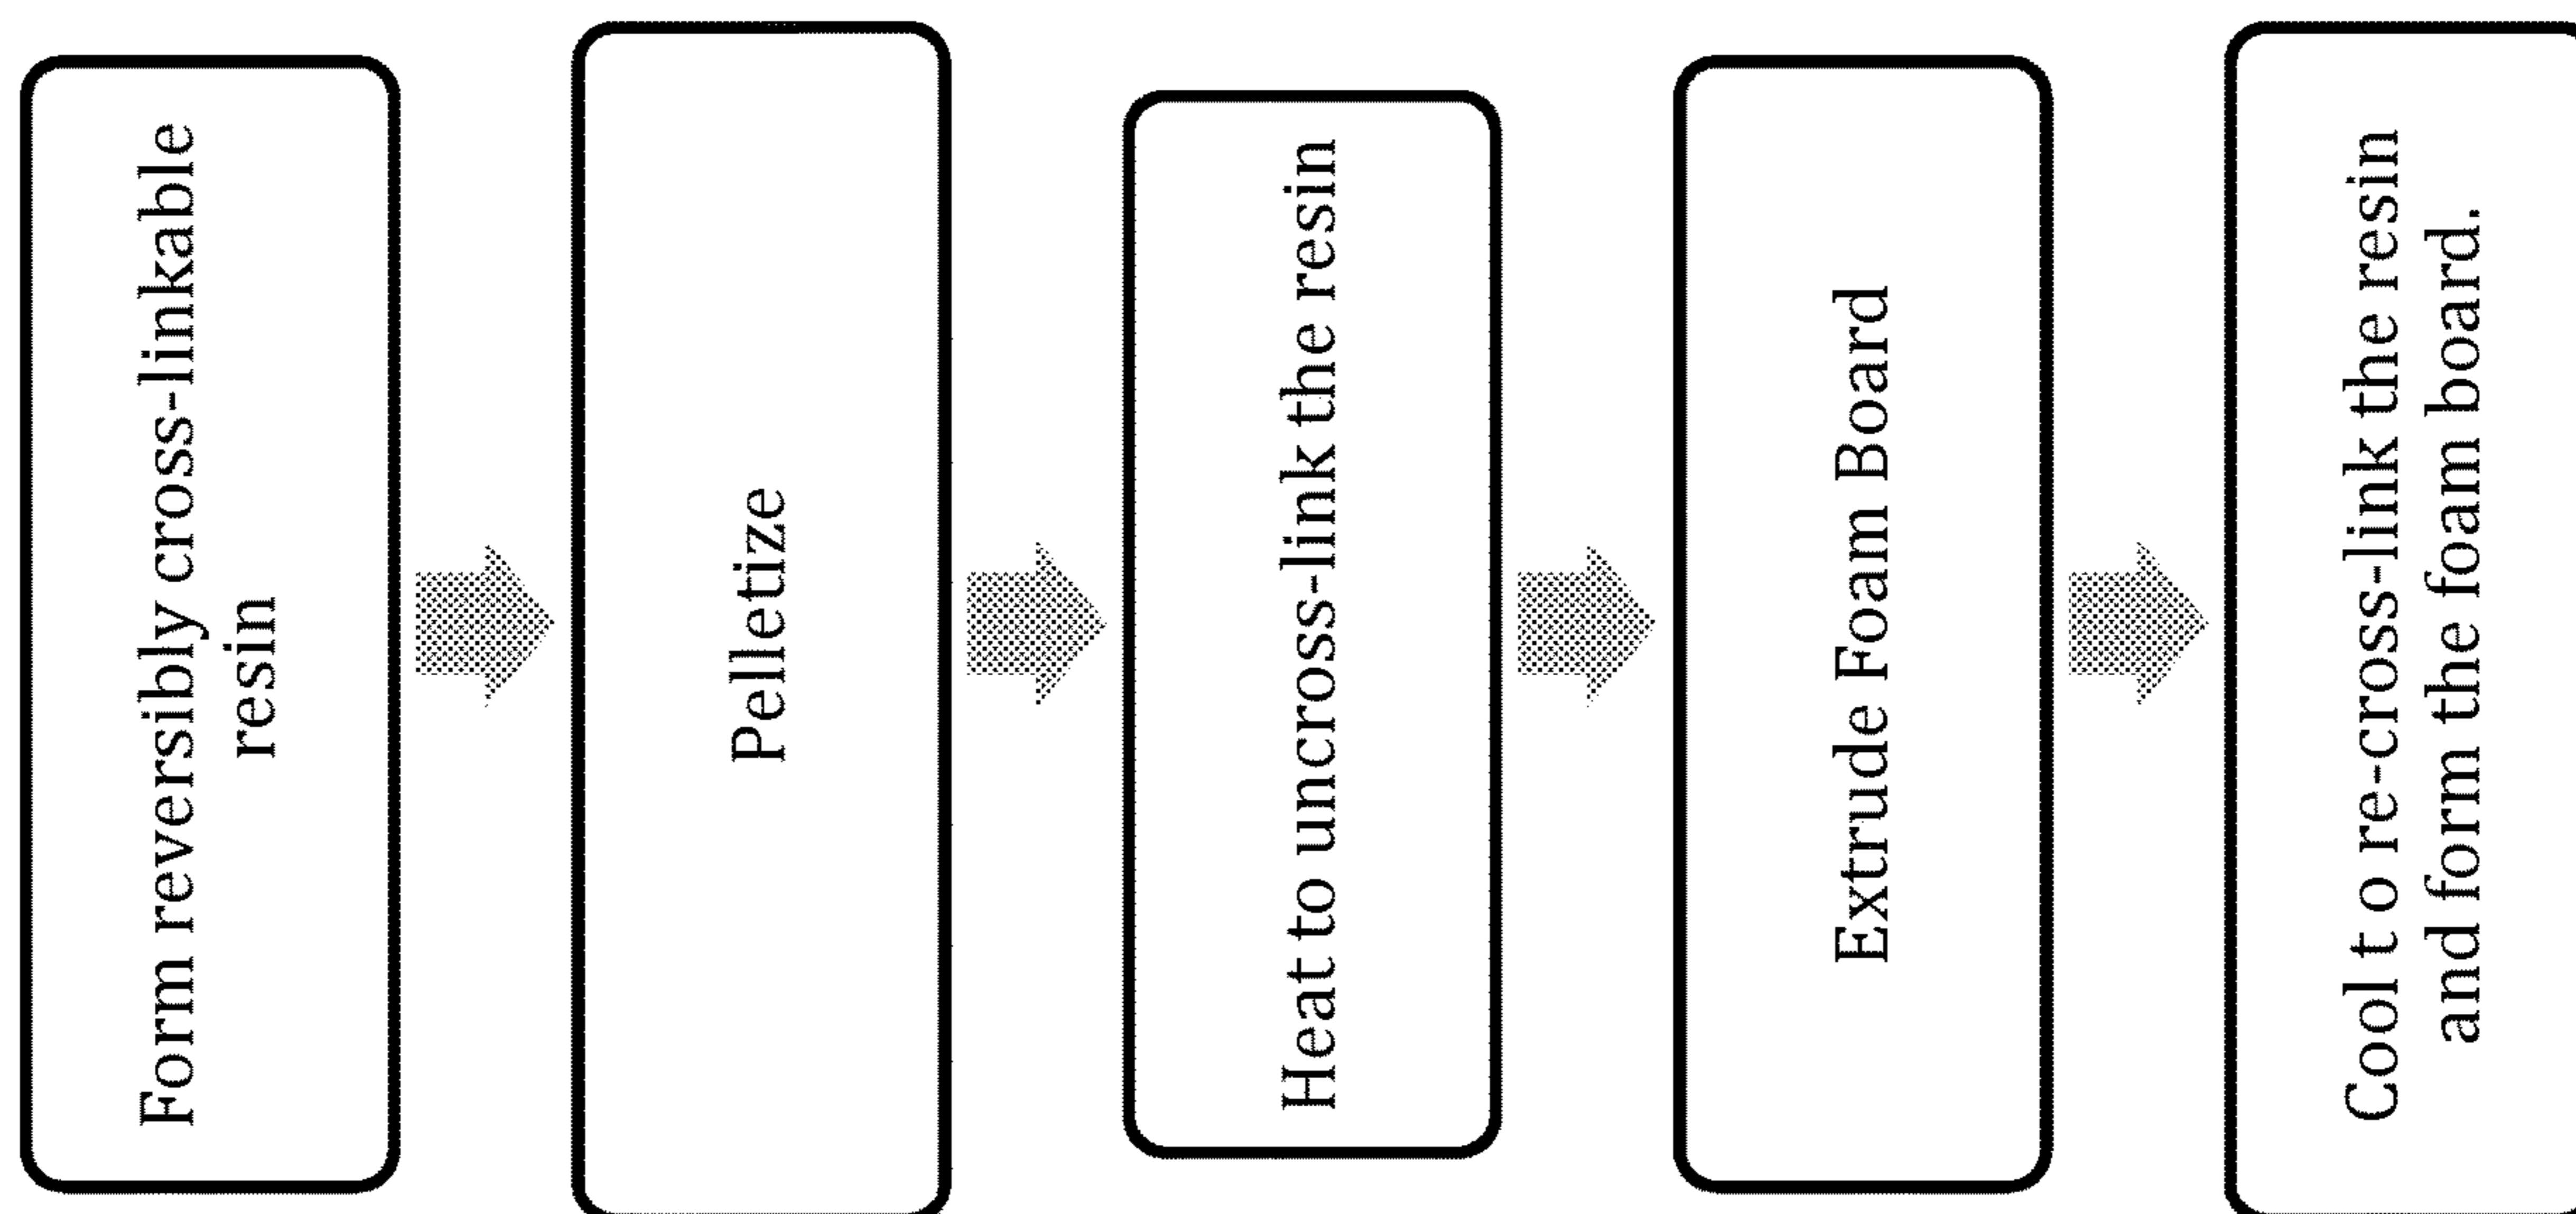 Form reversibly cross-linkable
resin
Pelletize
Heat to uncross-link the resin
Extrude Foam Board
Cool t o re-cross-link the resin
and form the foam board.